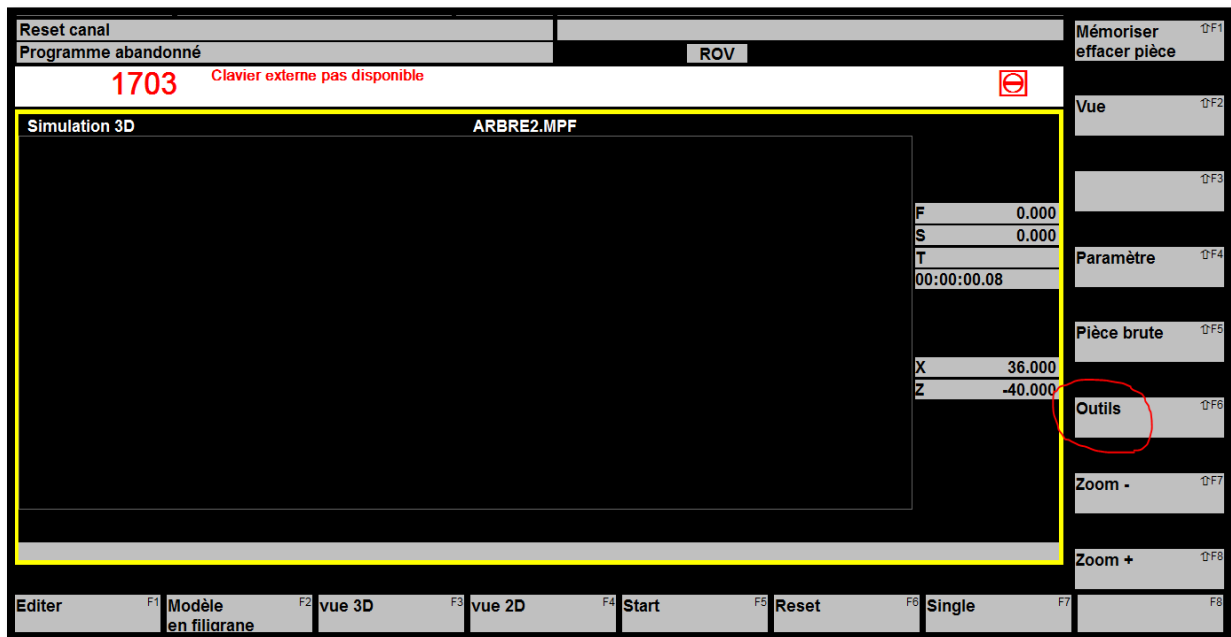 Reset canal
Programme abandonné
ROV
1703 Clavier externe pas disponible
Simulation 3D ARBRE2.MPF
F 0.000
S 0.000
T
00:00:00.08
X 36.000
Z -40.000
Mémoriser ⇧F1
effacer pièce
Vue ⇧F2
⇧F3
Paramètre ⇧F4
Pièce brute ⇧F5
Outils ⇧F6
Zoom - ⇧F7
Zoom + ⇧F8
Editer F1
Modèle F2
en filigrane
vue 3D F3
vue 2D F4
Start F5
Reset F6
Single F7
F8